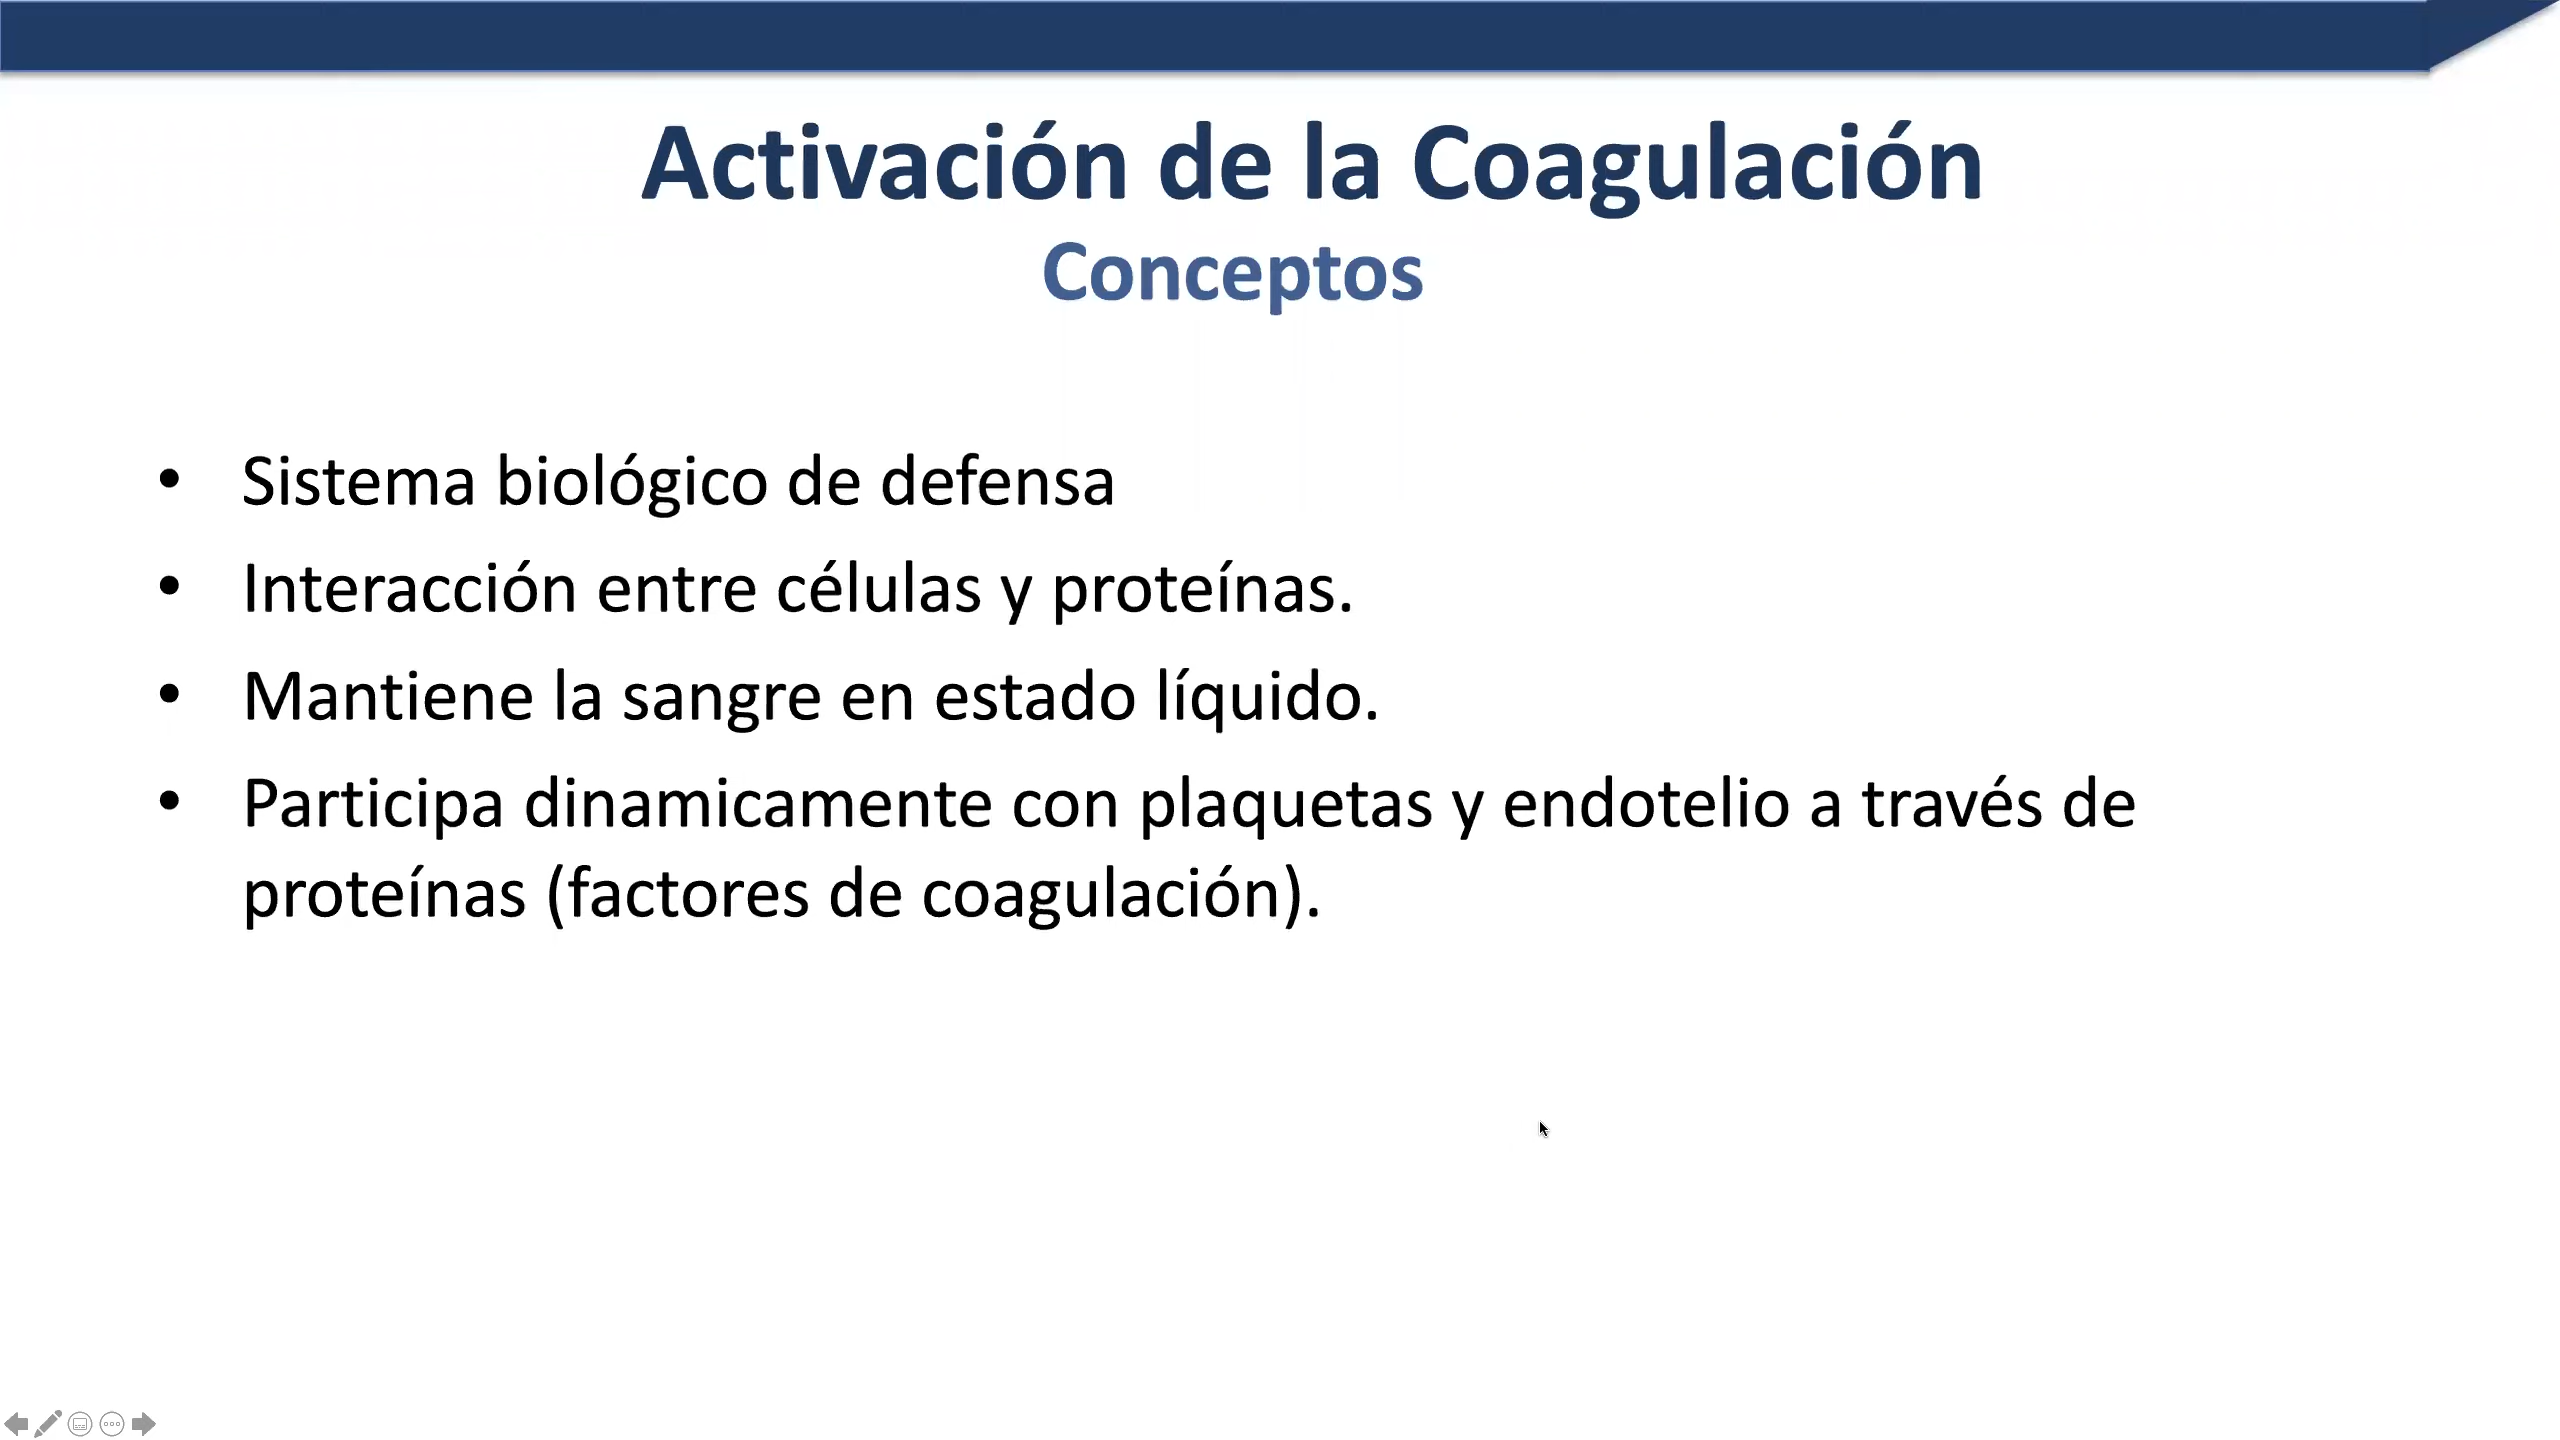 Activación de la Coagulación
Conceptos
• Sistema biológico de defensa
• Interacción entre células y proteínas.
• Mantiene la sangre en estado líquido.
• Participa dinamicamente con plaquetas y endotelio a través de
proteínas (factores de coagulación).